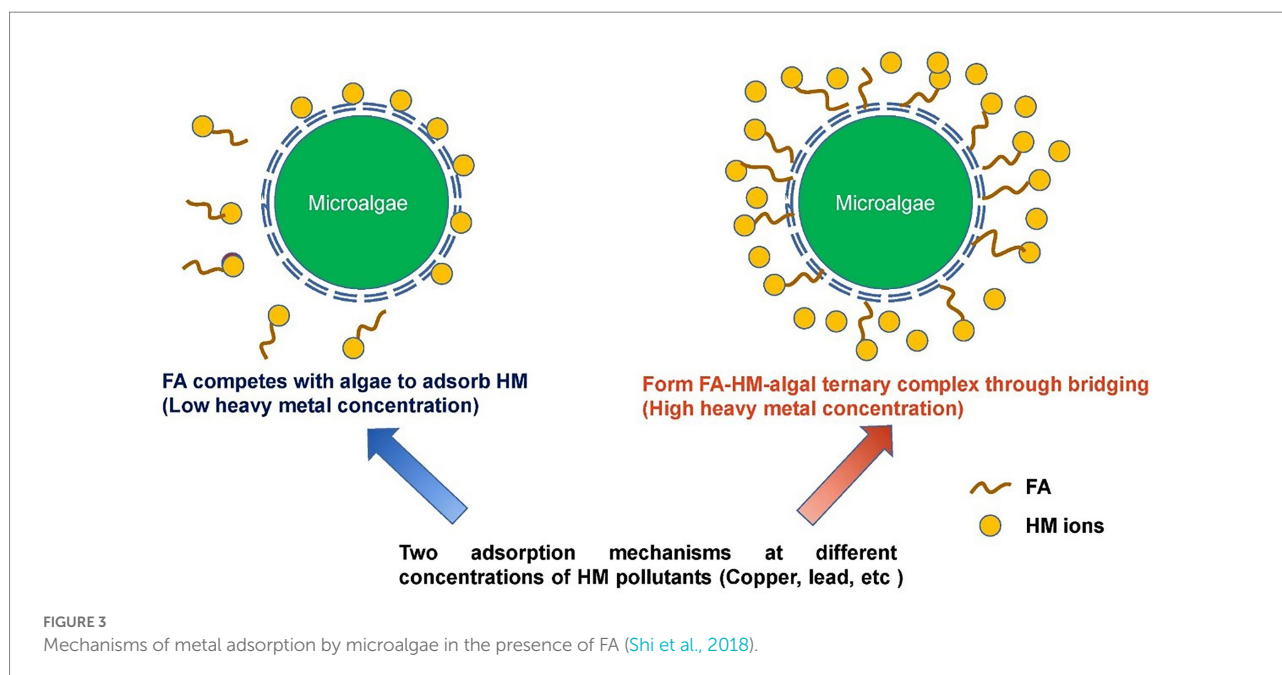 Microalgae
Microalgae
FA competes with algae to adsorb HM
(Low heavy metal concentration)
Form FA-HM-algal ternary complex through bridging
(High heavy metal concentration)
FA
HM ions
Two adsorption mechanisms at different
concentrations of HM pollutants (Copper, lead, etc )
FIGURE 3
Mechanisms of metal adsorption by microalgae in the presence of FA (Shi et al., 2018).